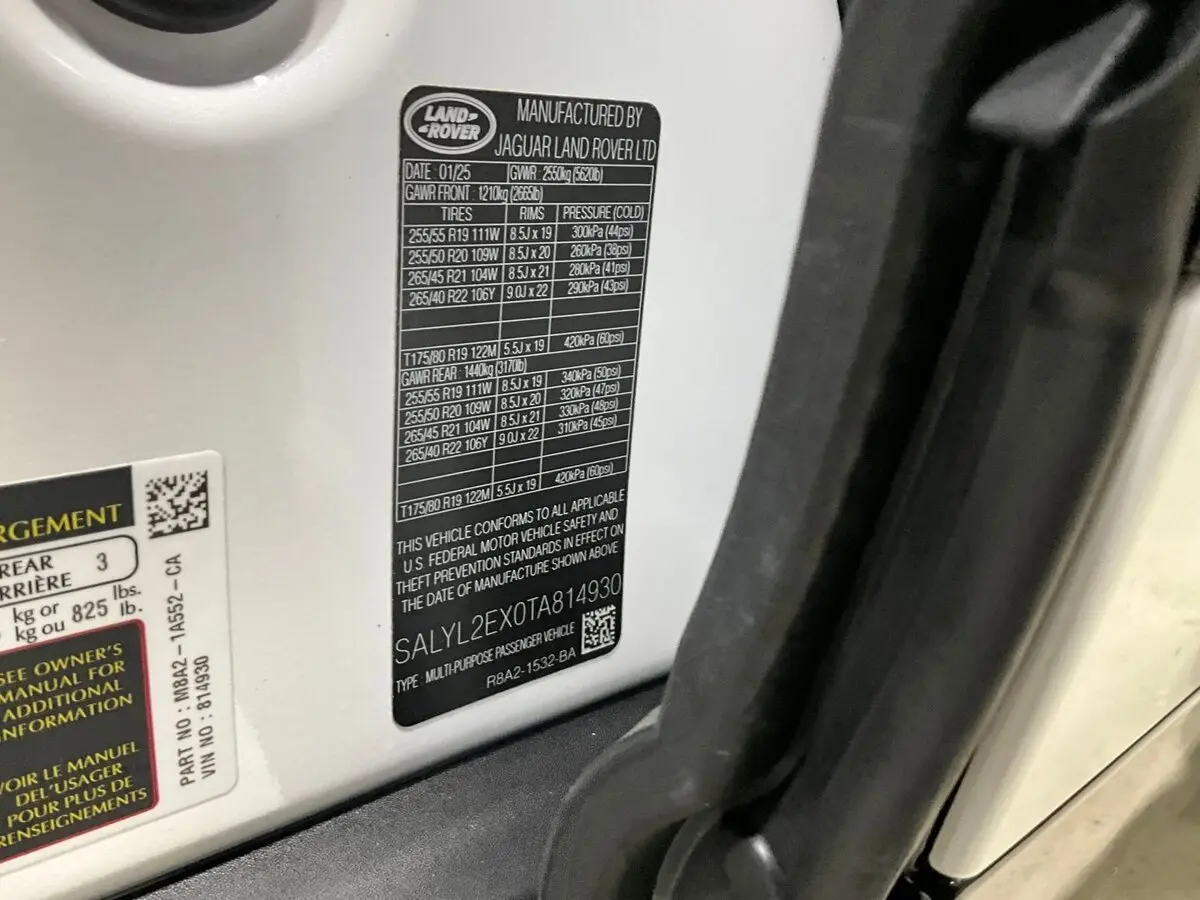 LAND-
-ROVER
MANUFACTURED BY
JAGUAR LAND ROVER LTD
DATE : 01/25 GVWR : 2550kg (5620lb)
GAWR FRONT : 1210kg (2665lb)
TIRES RIMS PRESSURE (COLD)
255/55 R19 111W 8.5J x 19 300kPa (44psi)
255/50 R20 109W 8.5J x 20 260kPa (38psi)
265/45 R21 104W 8.5J x 21 280kPa (41psi)
265/40 R22 106Y 9.0J x 22 290kPa (43psi)
T175/80 R19 122M 5.5J x 19 420kPa (60psi)
GAWR REAR : 1440kg (3170lb)
255/55 R19 111W 8.5J x 19 340kPa (50psi)
255/50 R20 109W 8.5J x 20 320kPa (47psi)
265/45 R21 104W 8.5J x 21 330kPa (48psi)
265/40 R22 106Y 9.0J x 22 310kPa (45psi)
T175/80 R19 122M 5.5J x 19 420kPa (60psi)
THIS VEHICLE CONFORMS TO ALL APPLICABLE
U.S. FEDERAL MOTOR VEHICLE SAFETY AND
THEFT PREVENTION STANDARDS IN EFFECT ON
THE DATE OF MANUFACTURE SHOWN ABOVE
SALYL2EX0TA814930
TYPE : MULTI-PURPOSE PASSENGER VEHICLE
R8A2-1532-BA
RGEMENT
REAR 3
RRIÈRE
kg or 825 lbs.
kg ou lb.
SEE OWNER'S
MANUAL FOR
ADDITIONAL
INFORMATION
VOIR LE MANUEL
DEL'USAGER
POUR PLUS DE
RENSEIGNEMENTS
PART NO : M8A2-1A552-CA
VIN NO : 814930